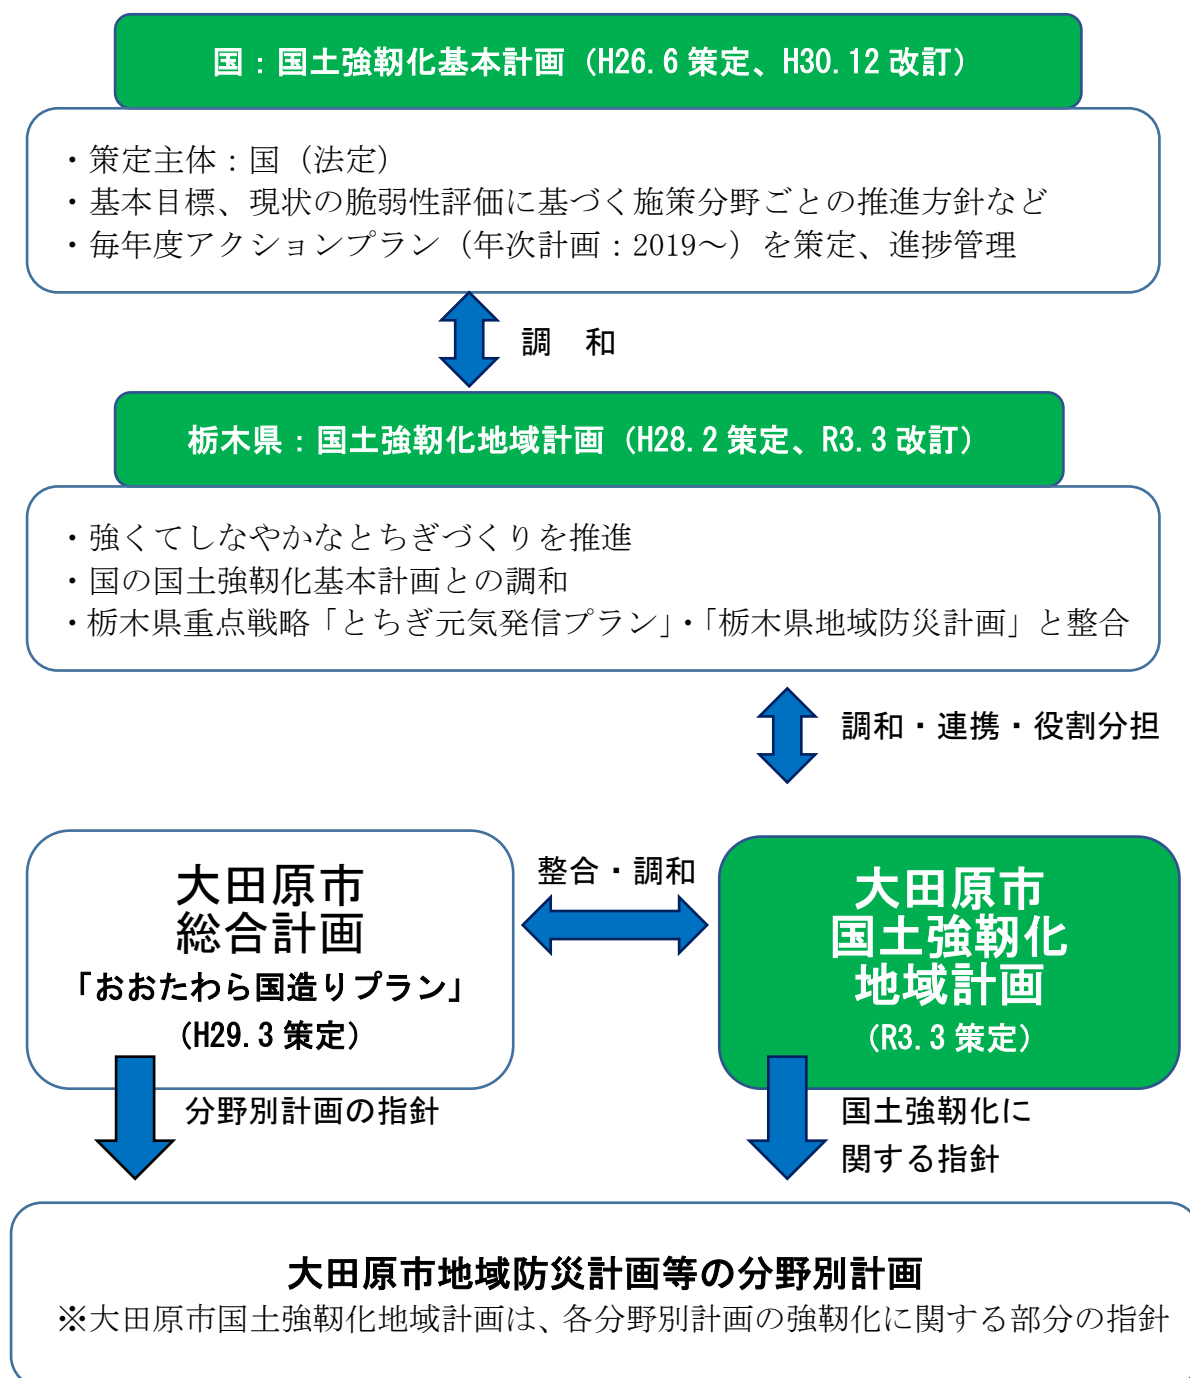 国：国土強靭化基本計画（H26.6 策定、H30.12 改訂）
・策定主体：国（法定）
・基本目標、現状の脆弱性評価に基づく施策分野ごとの推進方針など
・毎年度アクションプラン（年次計画：2019～）を策定、進捗管理
調　和
栃木県：国土強靭化地域計画（H28.2 策定、R3.3 改訂）
・強くてしなやかなとちぎづくりを推進
・国の国土強靭化基本計画との調和
・栃木県重点戦略「とちぎ元気発信プラン」・「栃木県地域防災計画」と整合
調和・連携・役割分担
大田原市
総合計画
「おおたわら国造りプラン」
（H29.3 策定）
整合・調和
大田原市
国土強靭化
地域計画
（R3.3 策定）
分野別計画の指針
国土強靭化に
関する指針
大田原市地域防災計画等の分野別計画
※大田原市国土強靭化地域計画は、各分野別計画の強靭化に関する部分の指針